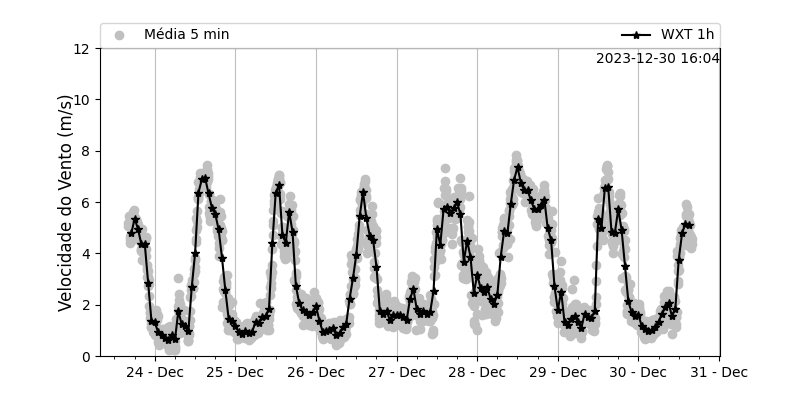 Média 5 min
WXT 1h
2023-12-30 16:04
Velocidade do Vento (m/s)
12
10
8
6
4
2
0
24 - Dec
25 - Dec
26 - Dec
27 - Dec
28 - Dec
29 - Dec
30 - Dec
31 - Dec